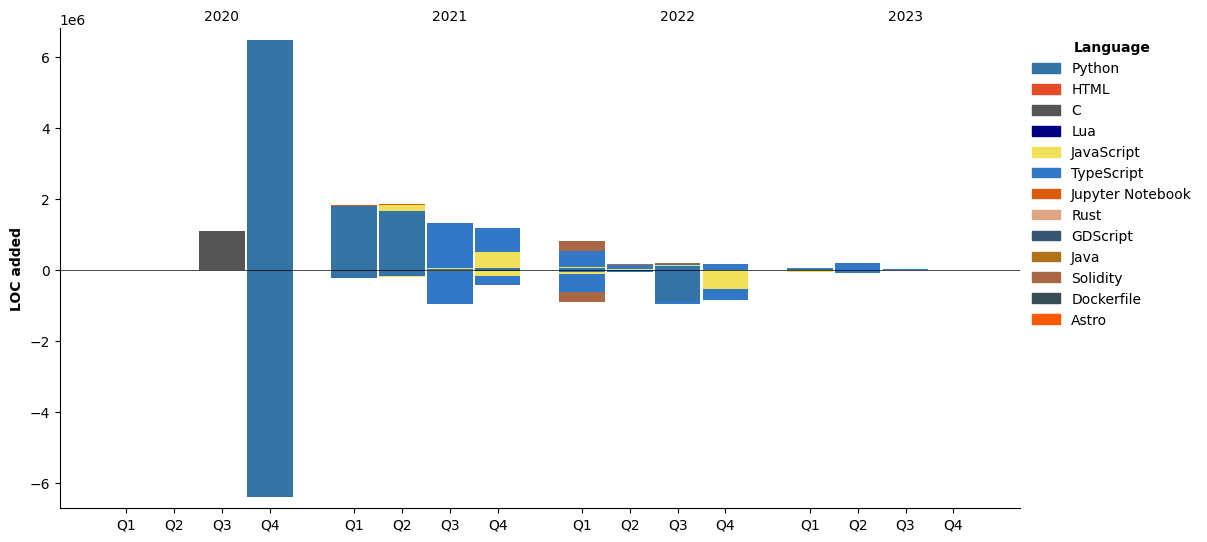 1e6
2020 2021 2022 2023
Language
Python
HTML
C
Lua
JavaScript
TypeScript
Jupyter Notebook
Rust
GDScript
Java
Solidity
Dockerfile
Astro
LOC added
6
4
2
0
−2
−4
−6
Q1 Q2 Q3 Q4 Q1 Q2 Q3 Q4 Q1 Q2 Q3 Q4 Q1 Q2 Q3 Q4